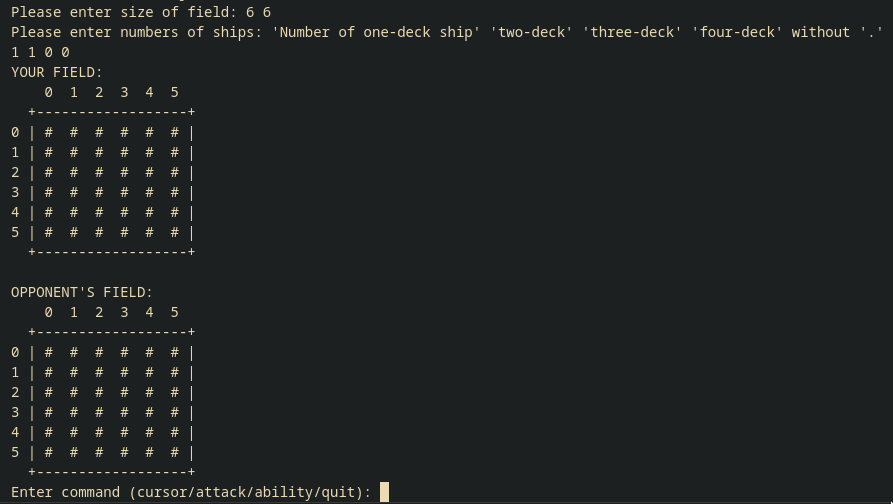 Please enter size of field: 6 6
Please enter numbers of ships: 'Number of one-deck ship' 'two-deck' 'three-deck' 'four-deck' without '.'
1 1 0 0
YOUR FIELD:
    0  1  2  3  4  5
  +------------------+
0 | #  #  #  #  #  # |
1 | #  #  #  #  #  # |
2 | #  #  #  #  #  # |
3 | #  #  #  #  #  # |
4 | #  #  #  #  #  # |
5 | #  #  #  #  #  # |
  +------------------+
OPPONENT'S FIELD:
    0  1  2  3  4  5
  +------------------+
0 | #  #  #  #  #  # |
1 | #  #  #  #  #  # |
2 | #  #  #  #  #  # |
3 | #  #  #  #  #  # |
4 | #  #  #  #  #  # |
5 | #  #  #  #  #  # |
  +------------------+
Enter command (cursor/attack/ability/quit):